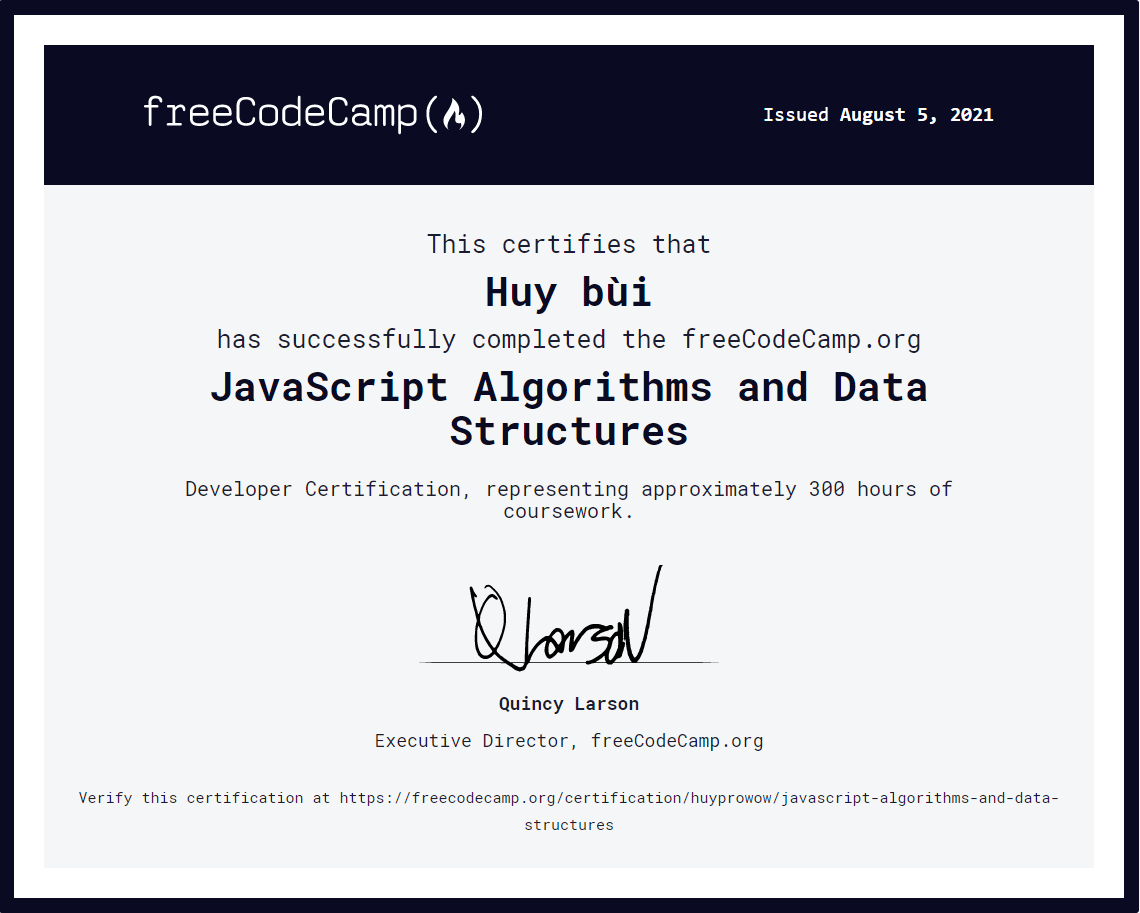 freeCodeCamp(🔥)
Issued August 5, 2021
This certifies that
Huy bùi
has successfully completed the freeCodeCamp.org
JavaScript Algorithms and Data
Structures
Developer Certification, representing approximately 300 hours of
coursework.
Q Larson
Quincy Larson
Executive Director, freeCodeCamp.org
Verify this certification at https://freecodecamp.org/certification/huyprowow/javascript-algorithms-and-data-
structures